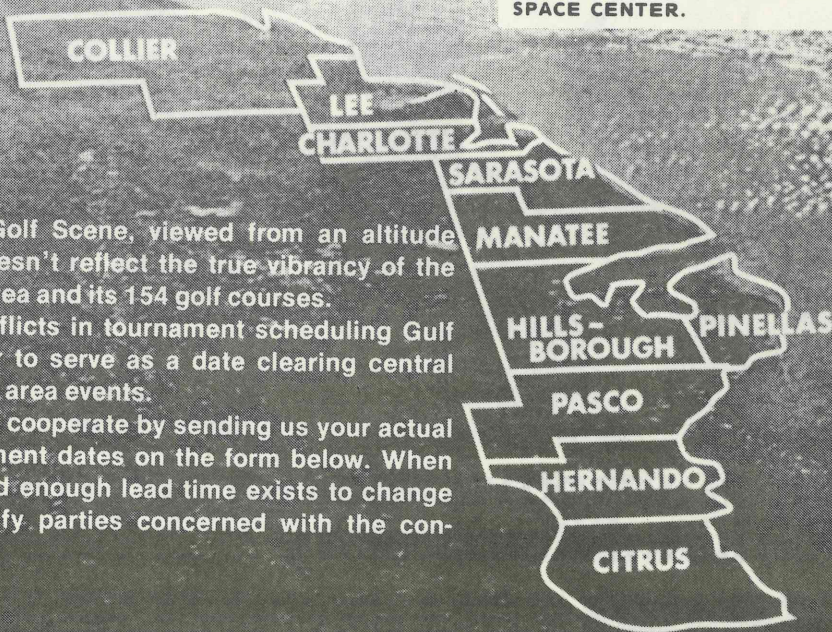 SPACE CENTER.
COLLIER
LEE
CHARLOTTE
SARASOTA
MANATEE
HILLS-
BOROUGH
PINELLAS
PASCO
HERNANDO
CITRUS
Golf Scene, viewed from an altitude
esn't reflect the true vibrancy of the
ea and its 154 golf courses.
flicts in tournament scheduling Gulf
to serve as a date clearing central
area events.
cooperate by sending us your actual
ment dates on the form below. When
d enough lead time exists to change
fy parties concerned with the con-